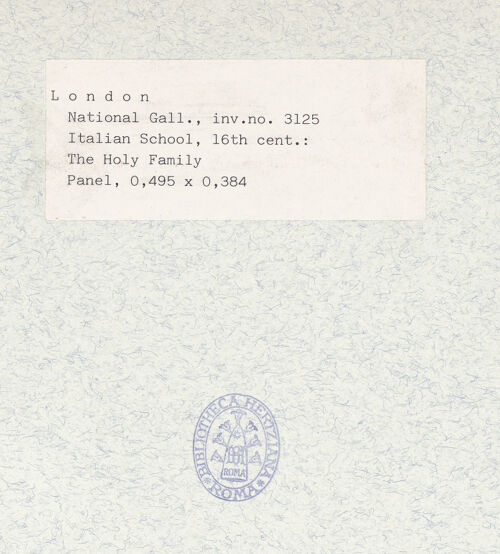 London
National Gall., inv.no. 3125
Italian School, 16th cent.:
The Holy Family
Panel, 0,495 x 0,384
BIBLIOTHECA HERTZIANA
ROMA
* ROMA *